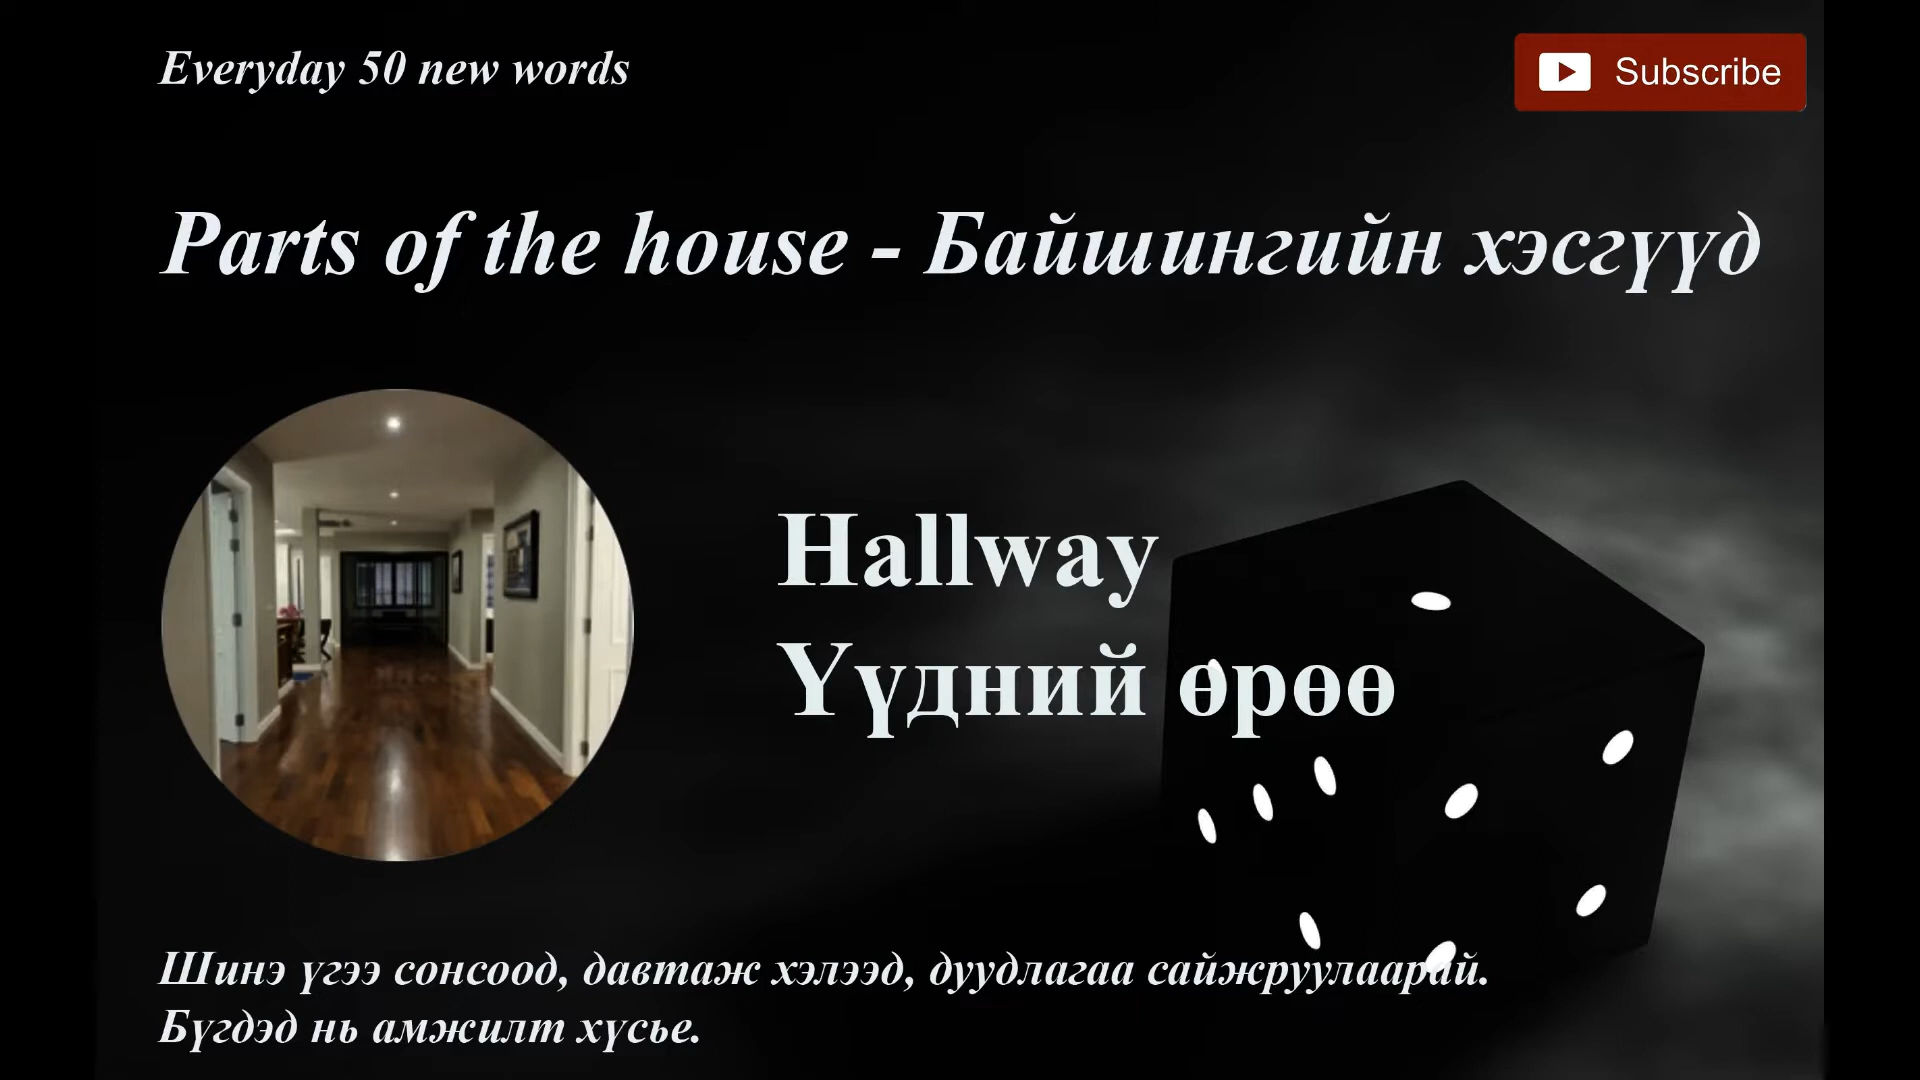 Everyday 50 new words
Subscribe
Parts of the house - Байшингийн хэсгүүд
Hallway
Үүдний өрөө
Шинэ үгээ сонсоод, давтаж хэлээд, дуудлагаа сайжруулаарай.
Бүгдэд нь амжилт хүсье.